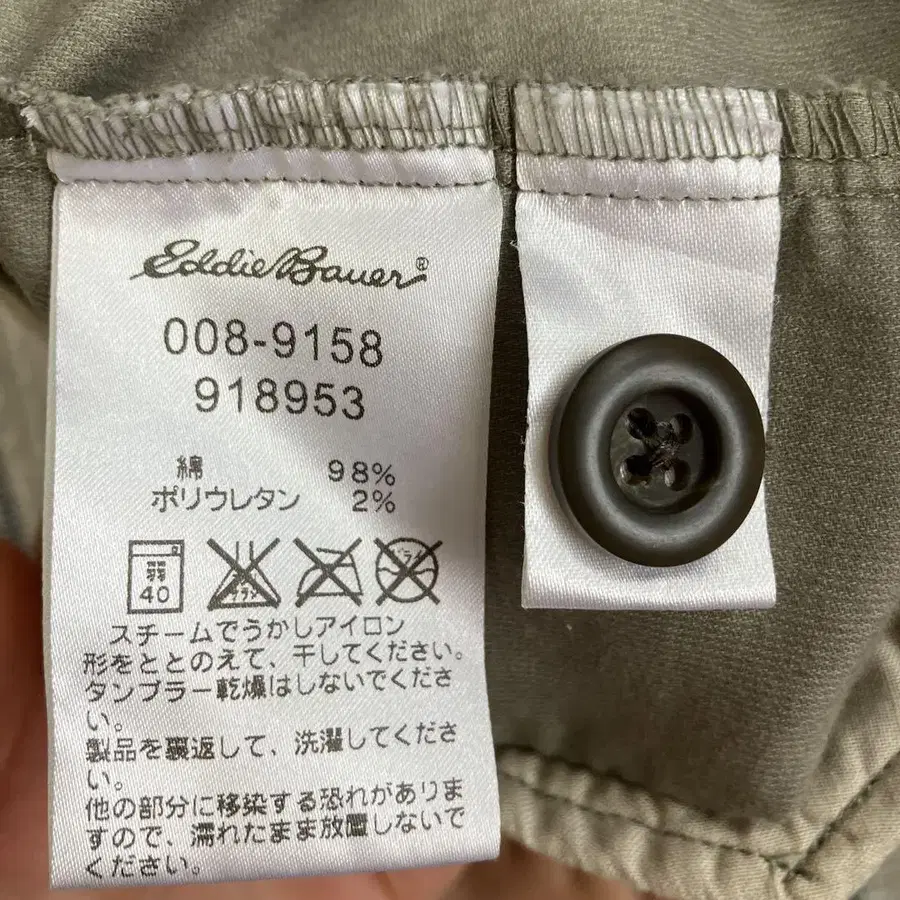 Eddie Bauer®
008-9158
918953
綿 98%
ポリウレタン 2%
弱
40
スチームでうかしアイロン
形をととのえて、干してください。
タンブラー乾燥はしないでくださ
い。
製品を裏返して、洗濯してくださ
い。
他の部分に移染する恐れがありま
すので、濡れたまま放置しないで
ください。